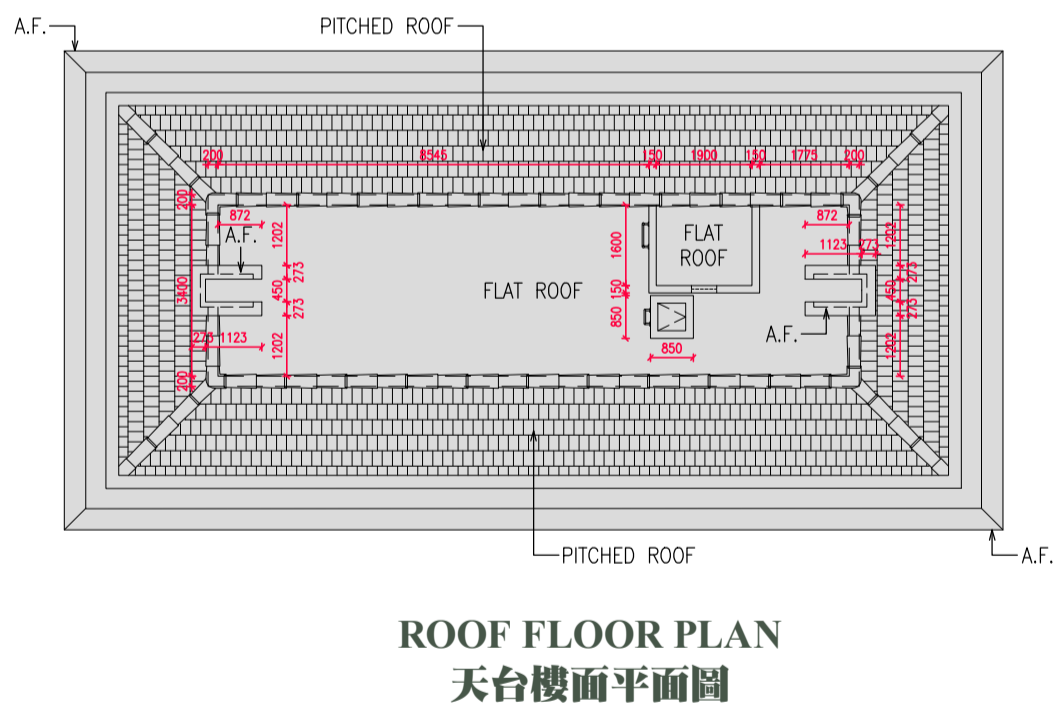 A.F.
PITCHED ROOF
200 8545 150 1900 150 1775 200
200
872
872
A.F.
1202
1600
FLAT
ROOF
1123 273
1202
273
273
3400
450
FLAT ROOF
150
450
273
850
273
A.F.
273 1123
1202
850
1202
200
PITCHED ROOF
A.F.
ROOF FLOOR PLAN
天台樓面平面圖